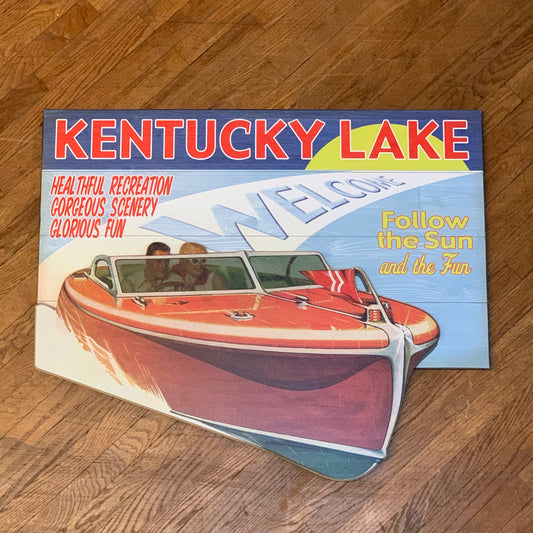 KENTUCKY LAKE
HEALTHFUL RECREATION
GORGEOUS SCENERY
GLORIOUS FUN
WELCOME
Follow
the Sun
and the Fun